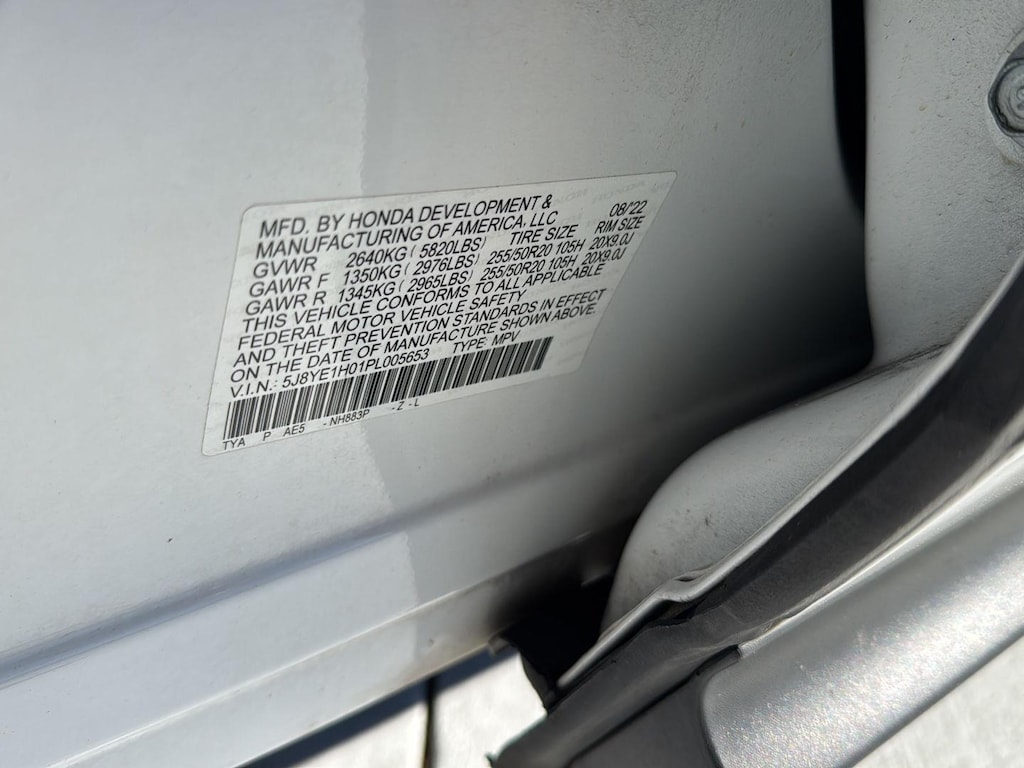 MFD. BY HONDA DEVELOPMENT &
MANUFACTURING OF AMERICA, LLC 08/22
GVWR 2640KG ( 5820LBS) TIRE SIZE RIM SIZE
GAWR F 1350KG ( 2976LBS) 255/50R20 105H 20X9.0J
GAWR R 1345KG ( 2965LBS) 255/50R20 105H 20X9.0J
THIS VEHICLE CONFORMS TO ALL APPLICABLE
FEDERAL MOTOR VEHICLE SAFETY
AND THEFT PREVENTION STANDARDS IN EFFECT
ON THE DATE OF MANUFACTURE SHOWN ABOVE.
V.I.N.: 5J8YE1H01PL005653 TYPE: MPV
TYA P AE5 -NH883P -Z -L